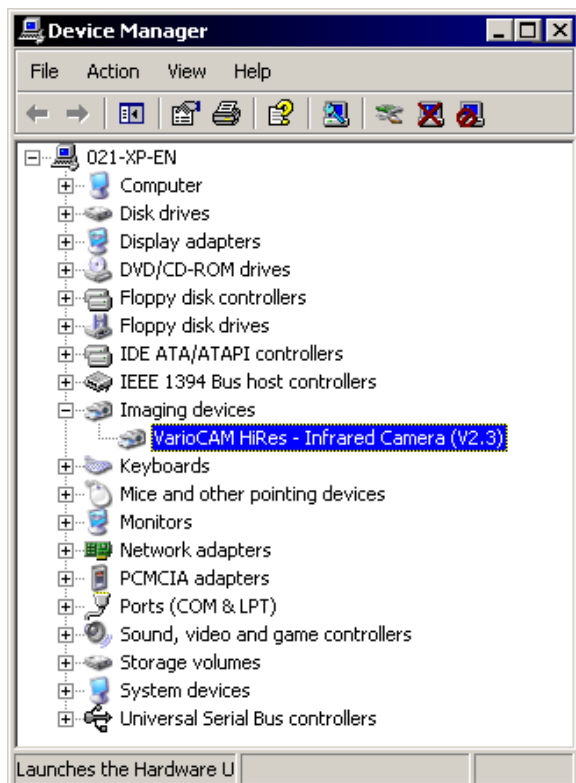 Device Manager
File Action View Help
021-XP-EN
Computer
Disk drives
Display adapters
DVD/CD-ROM drives
Floppy disk controllers
Floppy disk drives
IDE ATA/ATAPI controllers
IEEE 1394 Bus host controllers
Imaging devices
VarioCAM HiRes - Infrared Camera (V2.3)
Keyboards
Mice and other pointing devices
Monitors
Network adapters
PCMCIA adapters
Ports (COM & LPT)
Sound, video and game controllers
Storage volumes
System devices
Universal Serial Bus controllers
Launches the Hardware U